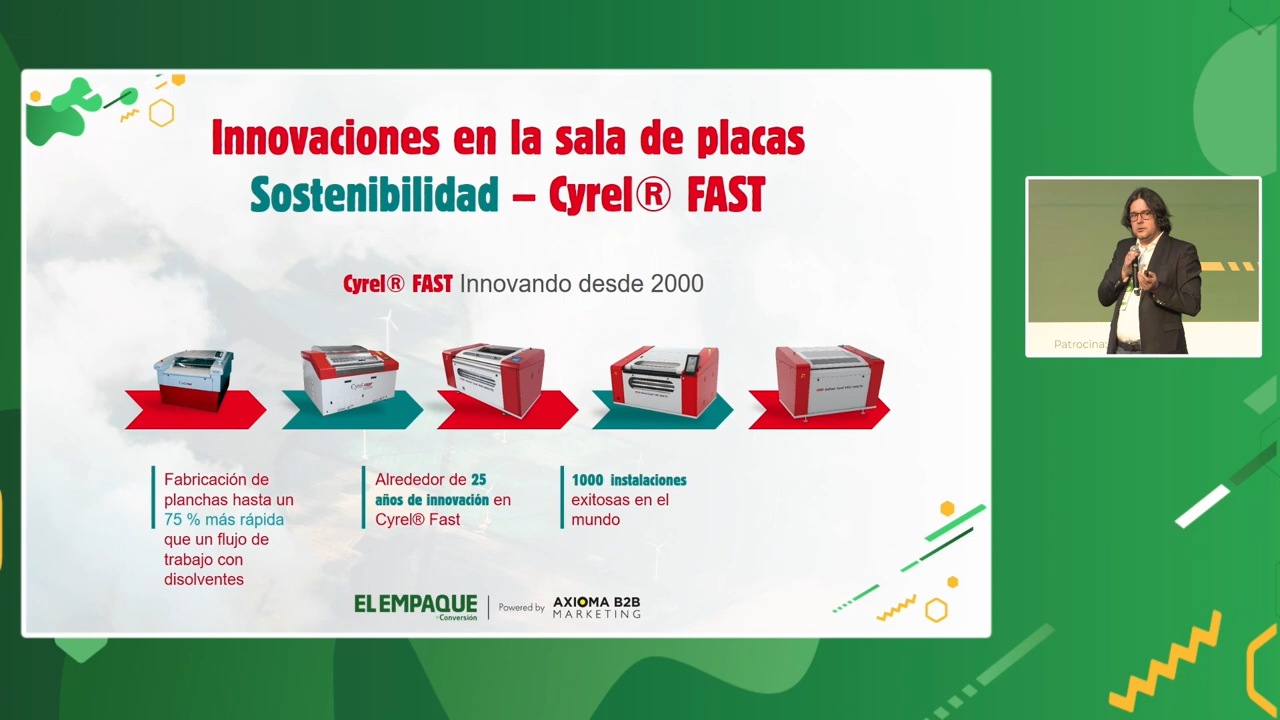 Innovaciones en la sala de placas
Sostenibilidad – Cyrel® FAST
Cyrel® FAST Innovando desde 2000
Fabricación de
planchas hasta un
75 % más rápida
que un flujo de
trabajo con
disolventes
Alrededor de 25
años de innovación en
Cyrel® Fast
1000 instalaciones
exitosas en el
mundo
EL EMPAQUE
+Conversión
Powered by
AXIOMA B2B
MARKETING
Patrocina: